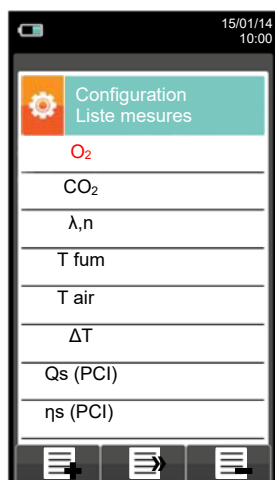 15/01/14
10:00
Configuration
Liste mesures
O₂
CO₂
λ,n
T fum
T air
ΔT
Qs (PCI)
ηs (PCI)